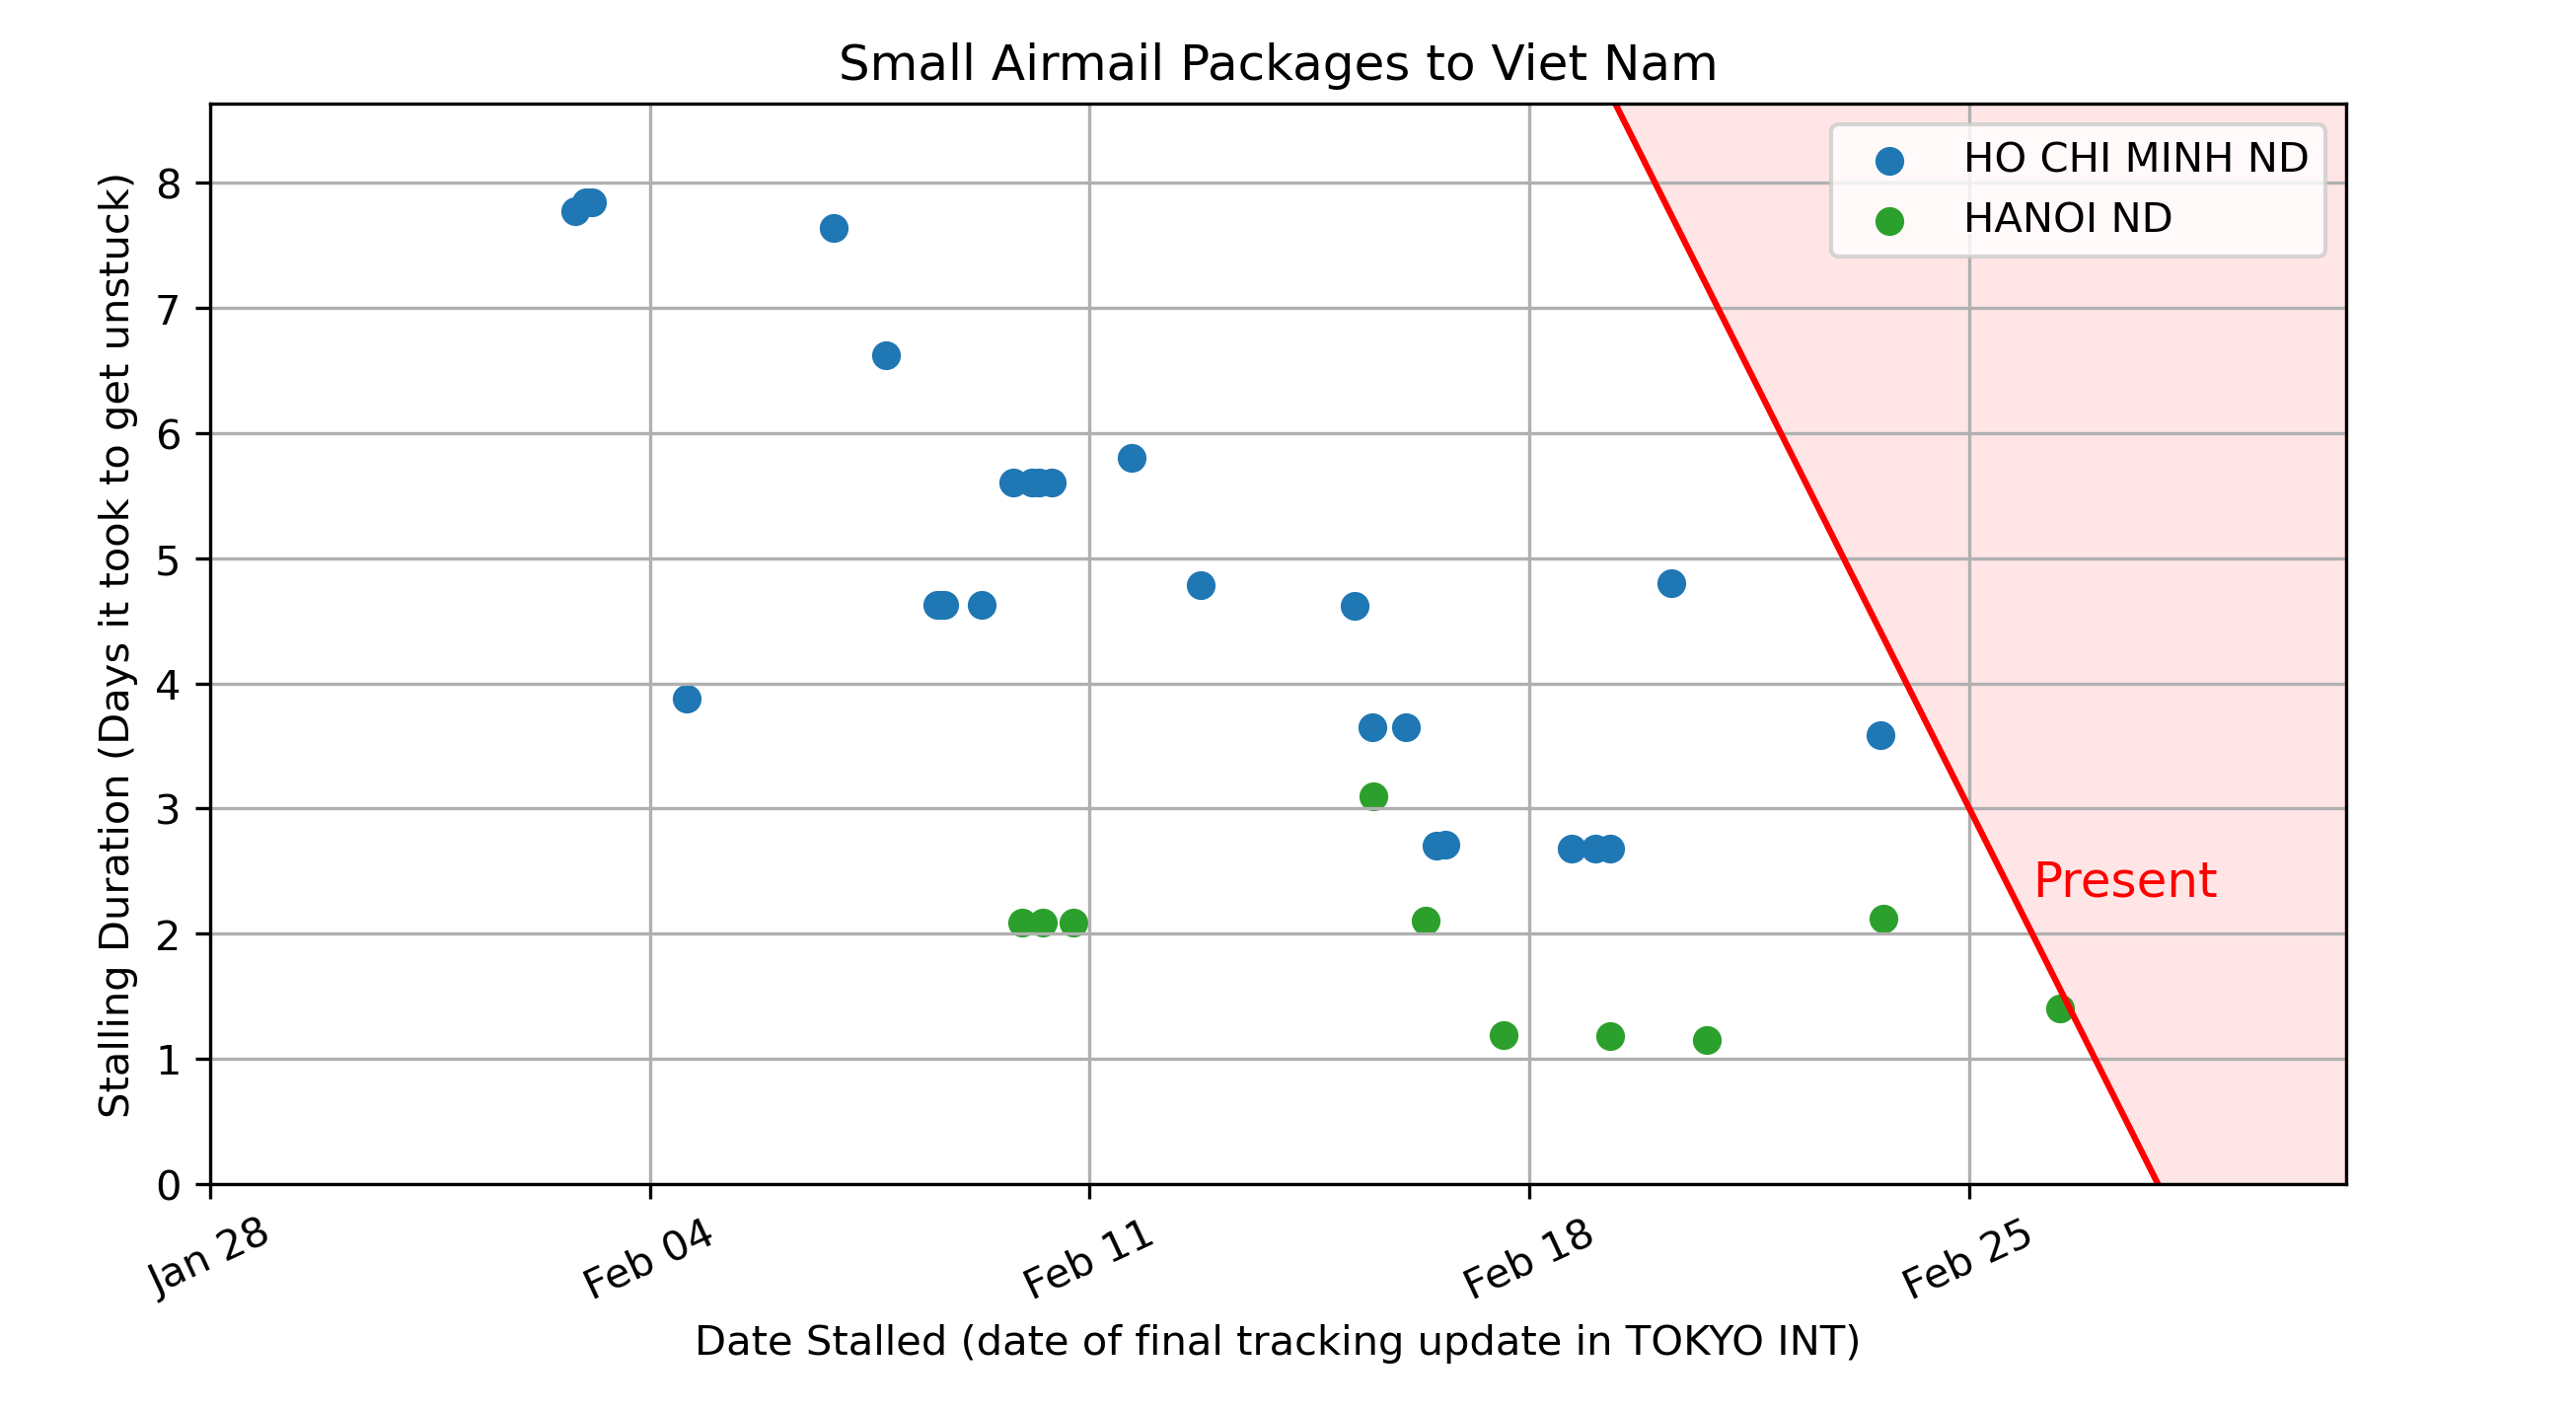 Small Airmail Packages to Viet Nam
HO CHI MINH ND
HANOI ND
Stalling Duration (Days it took to get unstuck)
8
7
6
5
4
3
2
1
0
Present
Jan 28
Feb 04
Feb 11
Feb 18
Feb 25
Date Stalled (date of final tracking update in TOKYO INT)